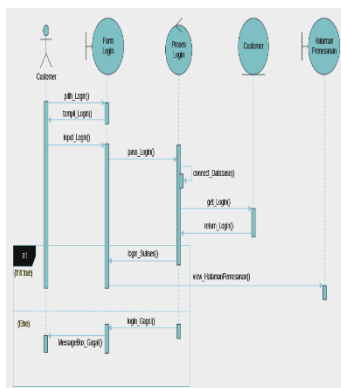 Form
Login
Proses
Login
Customer
Halaman
Pemesanan
Customer
pilih_Login()
tampil_Login()
input_Login()
pass_Login()
connect_Database()
get_Login()
return_Login()
alt
login_Sukses()
(If it true)
view_HalamanPemesanan()
(Else)
login_Gagal()
MessageBox_Gagal()